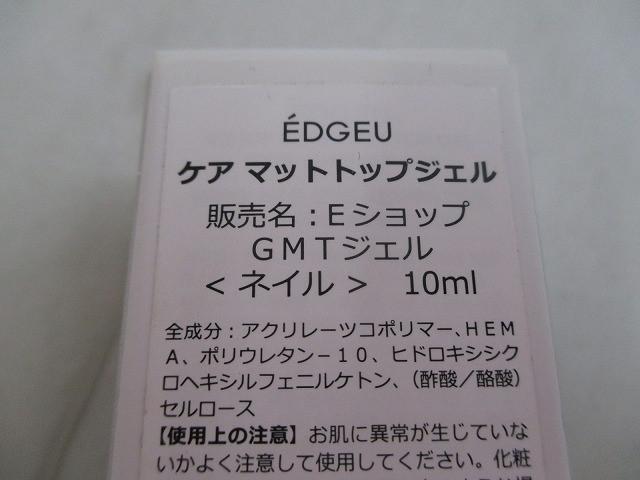 ÉDGEU
ケア マットトップジェル
販売名：Eショップ
GMTジェル
< ネイル >　10ml
全成分：アクリレーツコポリマー、HEM
A、ポリウレタン－10、ヒドロキシシク
ロヘキシルフェニルケトン、(酢酸／酪酸)
セルロース
【使用上の注意】お肌に異常が生じていな
いかよく注意して使用してください。化粧